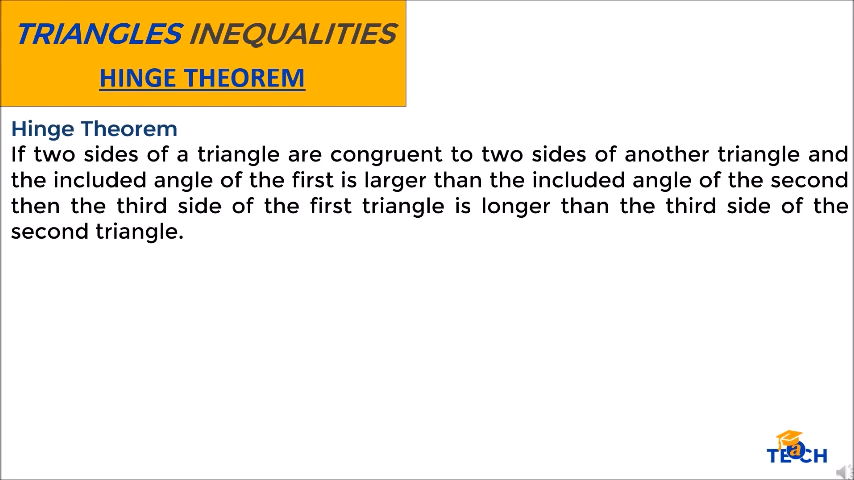 TRIANGLES INEQUALITIES
HINGE THEOREM
Hinge Theorem
If two sides of a triangle are congruent to two sides of another triangle and
the included angle of the first is larger than the included angle of the second
then the third side of the first triangle is longer than the third side of the
second triangle.
TEaCH